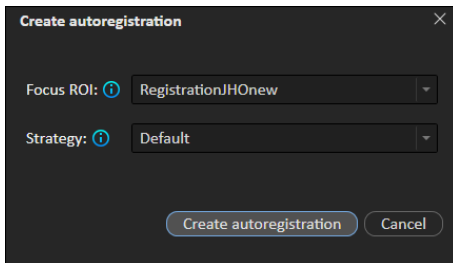 Create autoregistration
Focus ROI: RegistrationJHOnew
Strategy: Default
Create autoregistration Cancel